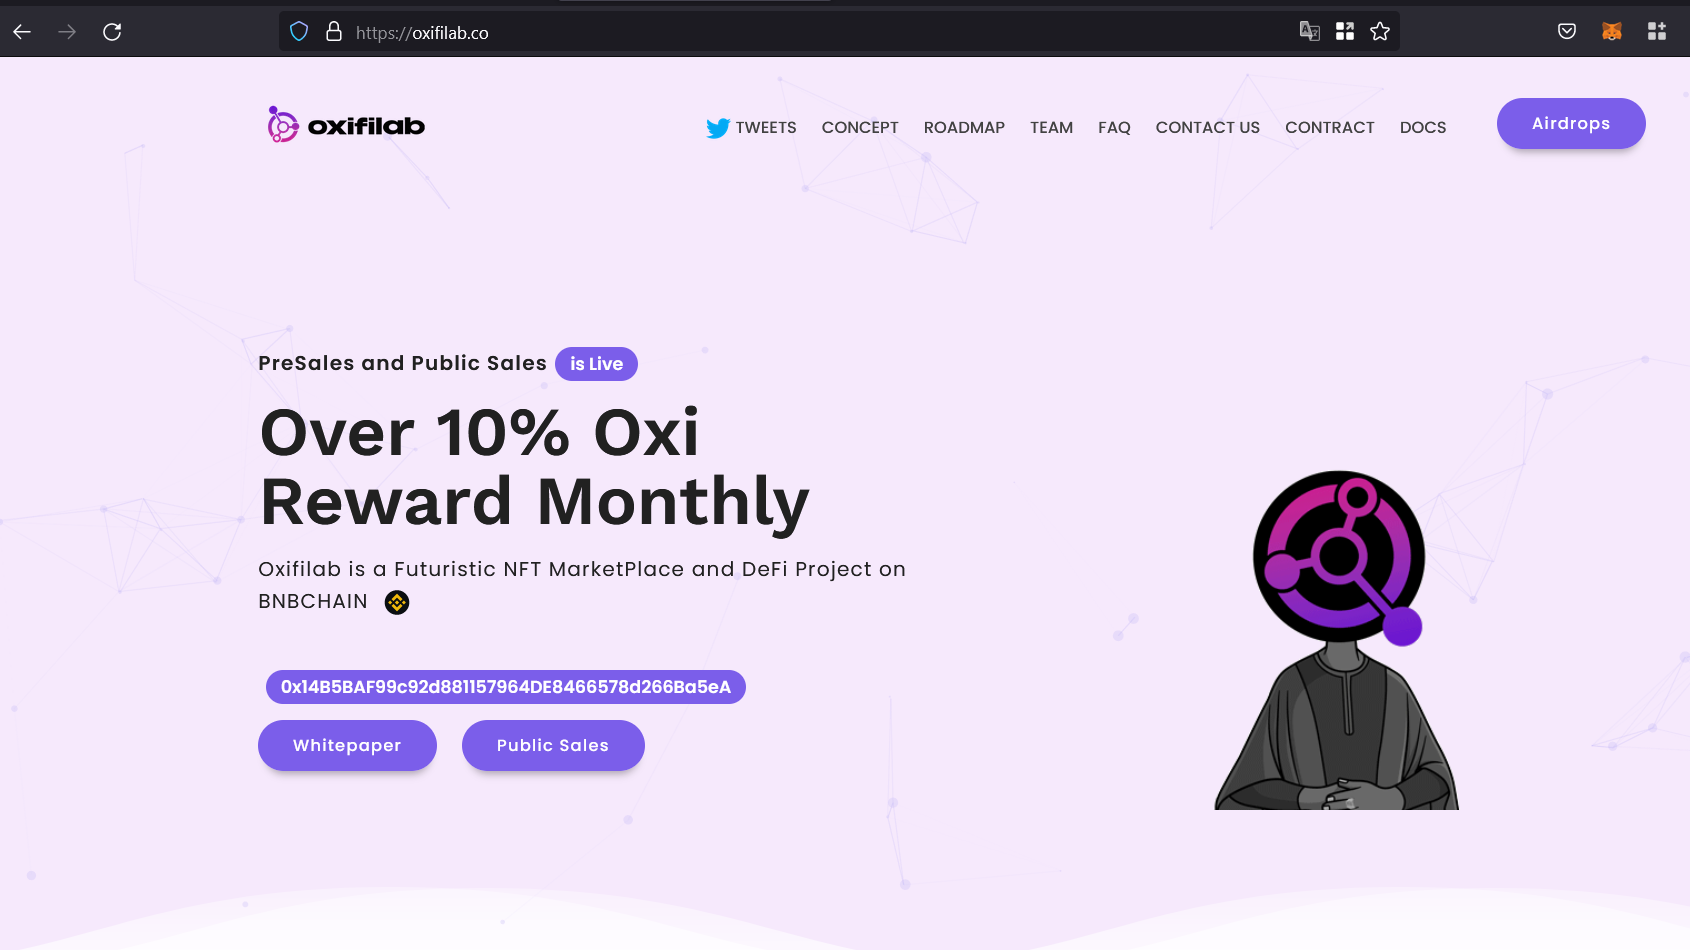 https://oxifilab.co
oxifilab
TWEETS CONCEPT ROADMAP TEAM FAQ CONTACT US CONTRACT DOCS
Airdrops
PreSales and Public Sales is Live
Over 10% Oxi
Reward Monthly
Oxifilab is a Futuristic NFT MarketPlace and DeFi Project on
BNBCHAIN
0x14B5BAF99c92d881157964DE8466578d266Ba5eA
Whitepaper Public Sales